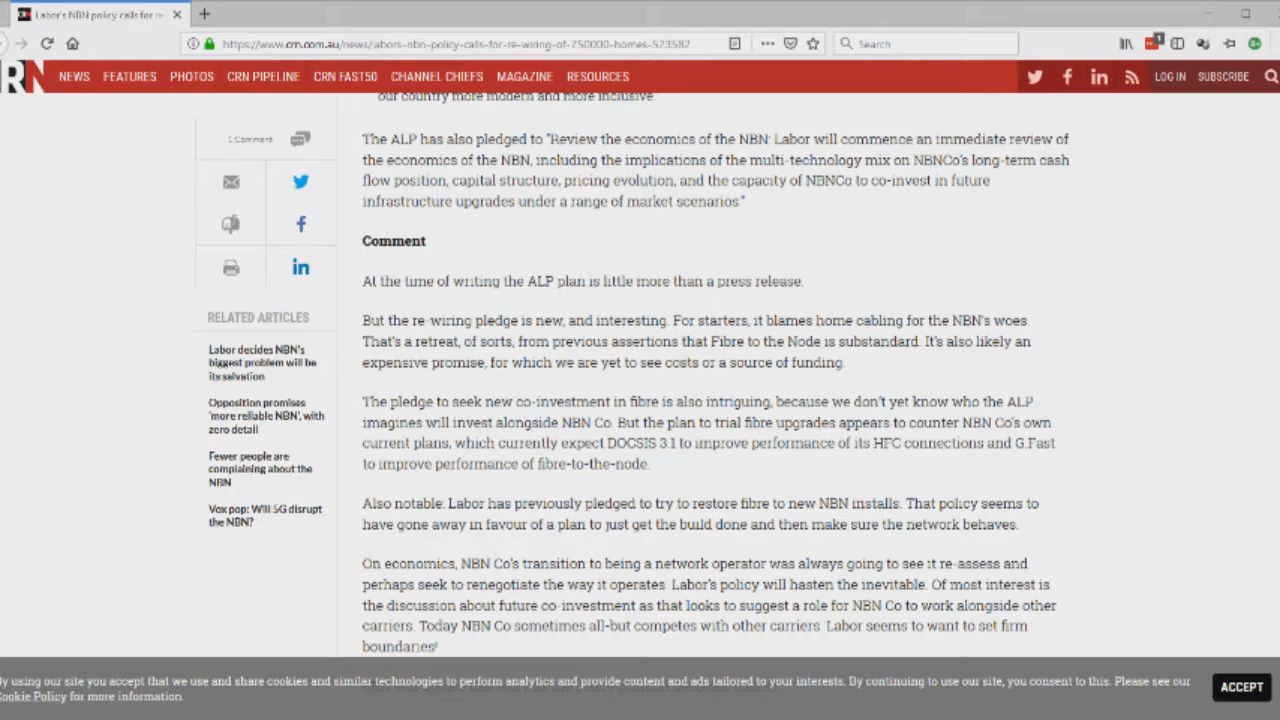 Labor's NBN policy calls for re-
https://www.crn.com.au/news/labors-nbn-policy-calls-for-re-wiring-of-750000-homes-523582
Search
RN
NEWS FEATURES PHOTOS CRN PIPELINE CRN FAST50 CHANNEL CHIEFS MAGAZINE RESOURCES
LOG IN SUBSCRIBE
our country more modern and more inclusive
1 Comment
The ALP has also pledged to "Review the economics of the NBN: Labor will commence an immediate review of
the economics of the NBN, including the implications of the multi-technology mix on NBNCo's long-term cash
flow position, capital structure, pricing evolution, and the capacity of NBNCo to co-invest in future
infrastructure upgrades under a range of market scenarios."
Comment
At the time of writing the ALP plan is little more than a press release.
But the re-wiring pledge is new, and interesting. For starters, it blames home cabling for the NBN's woes.
That's a retreat, of sorts, from previous assertions that Fibre to the Node is substandard. It's also likely an
expensive promise, for which we are yet to see costs or a source of funding.
The pledge to seek new co-investment in fibre is also intriguing, because we don't yet know who the ALP
imagines will invest alongside NBN Co. But the plan to trial fibre upgrades appears to counter NBN Co's own
current plans, which currently expect DOCSIS 3.1 to improve performance of its HFC connections and G.Fast
to improve performance of fibre-to-the-node.
Also notable: Labor has previously pledged to try to restore fibre to new NBN installs. That policy seems to
have gone away in favour of a plan to just get the build done and then make sure the network behaves.
On economics, NBN Co's transition to being a network operator was always going to see it re-assess and
perhaps seek to renegotiate the way it operates. Labor's policy will hasten the inevitable. Of most interest is
the discussion about future co-investment as that looks to suggest a role for NBN Co to work alongside other
carriers. Today NBN Co sometimes all-but competes with other carriers. Labor seems to want to set firm
boundaries!
RELATED ARTICLES
Labor decides NBN's
biggest problem will be
its salvation
Opposition promises
'more reliable NBN', with
zero detail
Fewer people are
complaining about the
NBN
Vox pop: Will 5G disrupt
the NBN?
By using our site you accept that we use and share cookies and similar technologies to perform analytics and provide content and ads tailored to your interests. By continuing to use our site, you consent to this. Please see our
Cookie Policy for more information.
ACCEPT